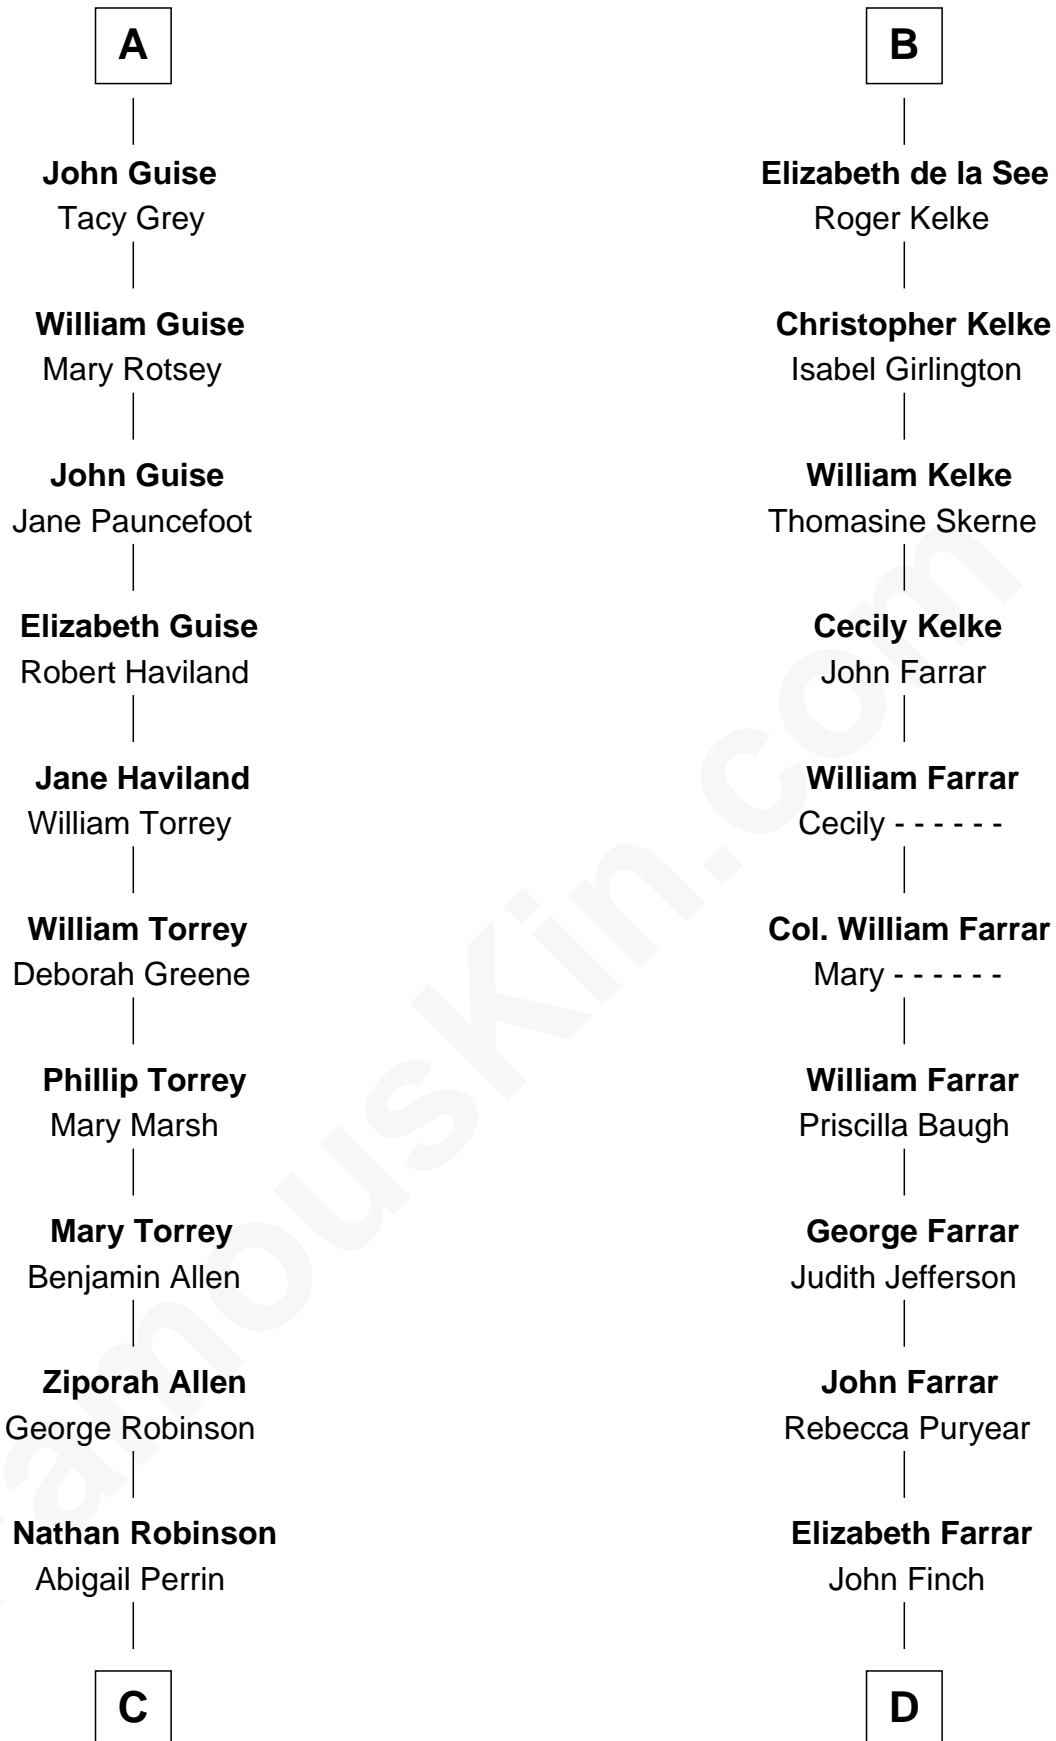 A
John Guise
Tacy Grey
William Guise
Mary Rotsey
John Guise
Jane Pauncefoot
Elizabeth Guise
Robert Haviland
Jane Haviland
William Torrey
William Torrey
Deborah Greene
Phillip Torrey
Mary Marsh
Mary Torrey
Benjamin Allen
Ziporah Allen
George Robinson
Nathan Robinson
Abigail Perrin
C
B
Elizabeth de la See
Roger Kelke
Christopher Kelke
Isabel Girlington
William Kelke
Thomasine Skerne
Cecily Kelke
John Farrar
William Farrar
Cecily - - - - - -
Col. William Farrar
Mary - - - - - -
William Farrar
Priscilla Baugh
George Farrar
Judith Jefferson
John Farrar
Rebecca Puryear
Elizabeth Farrar
John Finch
D
FamousKin.com